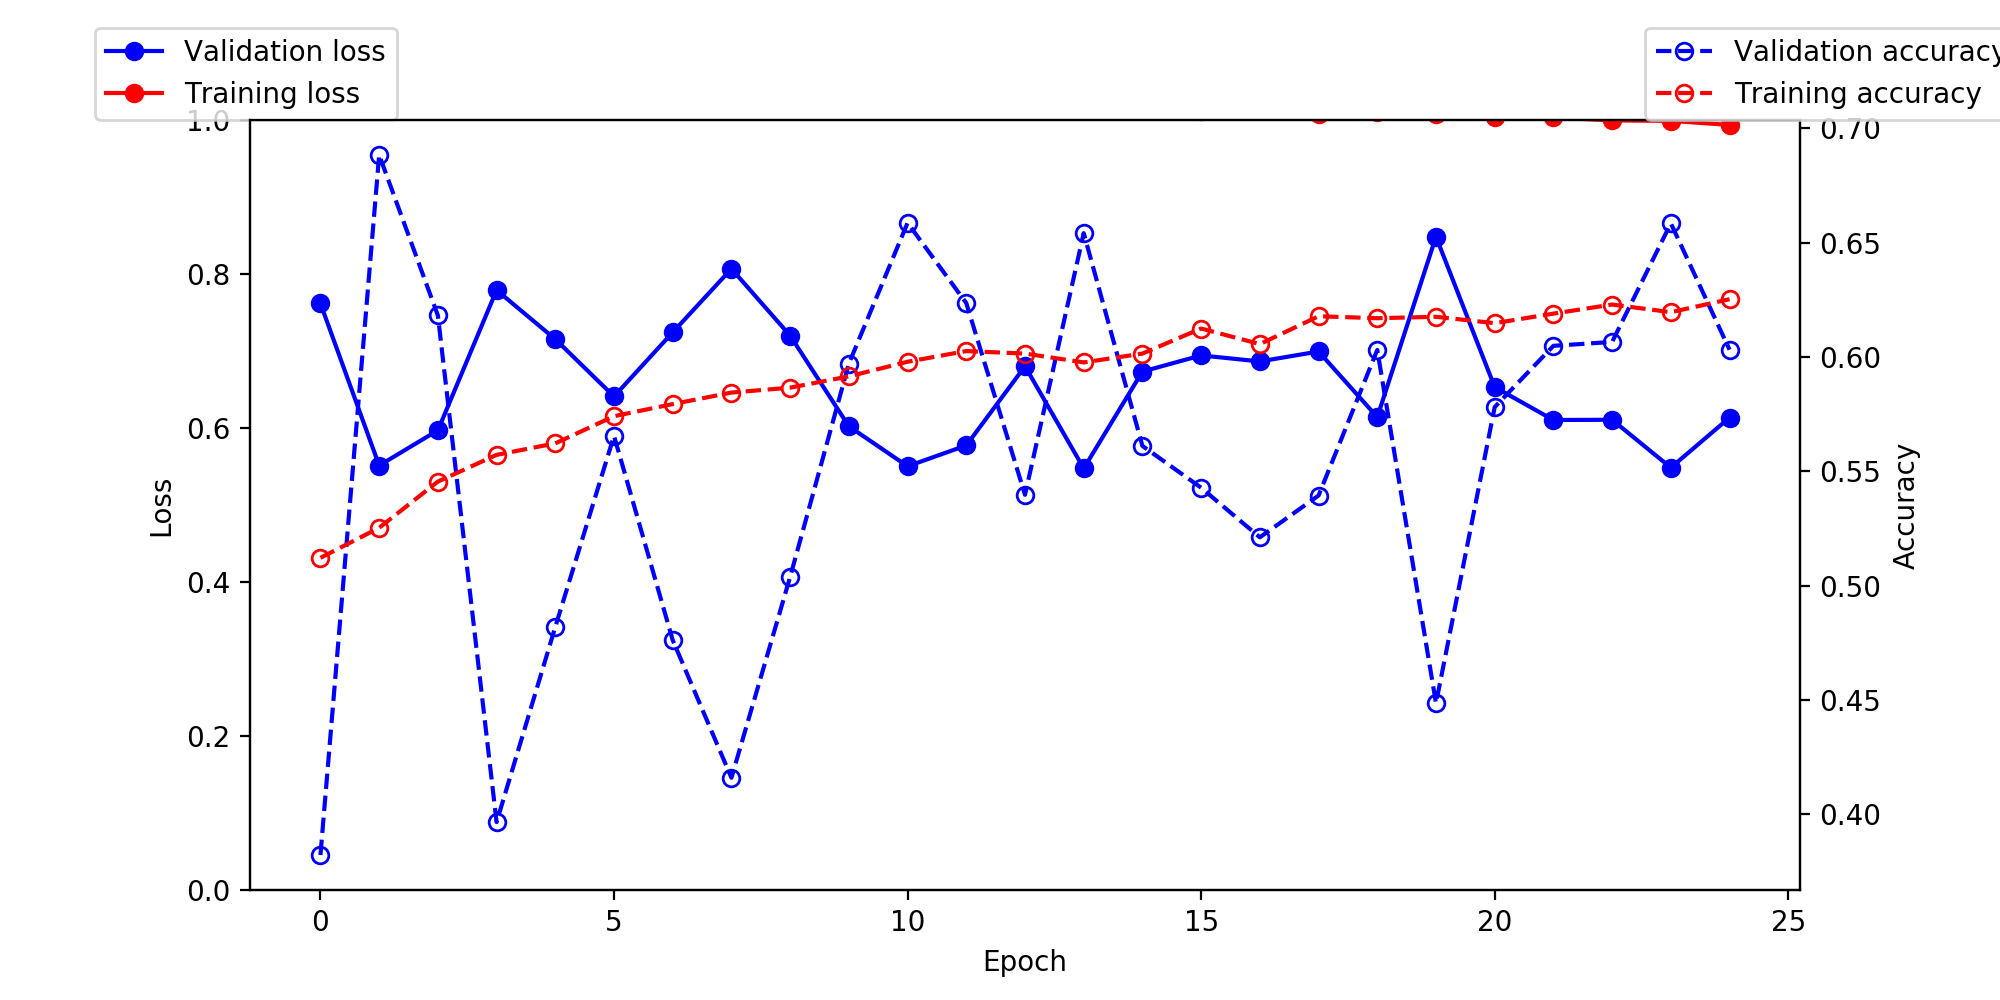 Validation loss
Training loss
Validation accuracy
Training accuracy
1.0
0.8
0.6
0.4
0.2
0.0
Loss
0.70
0.65
0.60
0.55
0.50
0.45
0.40
Accuracy
0 5 10 15 20 25
Epoch